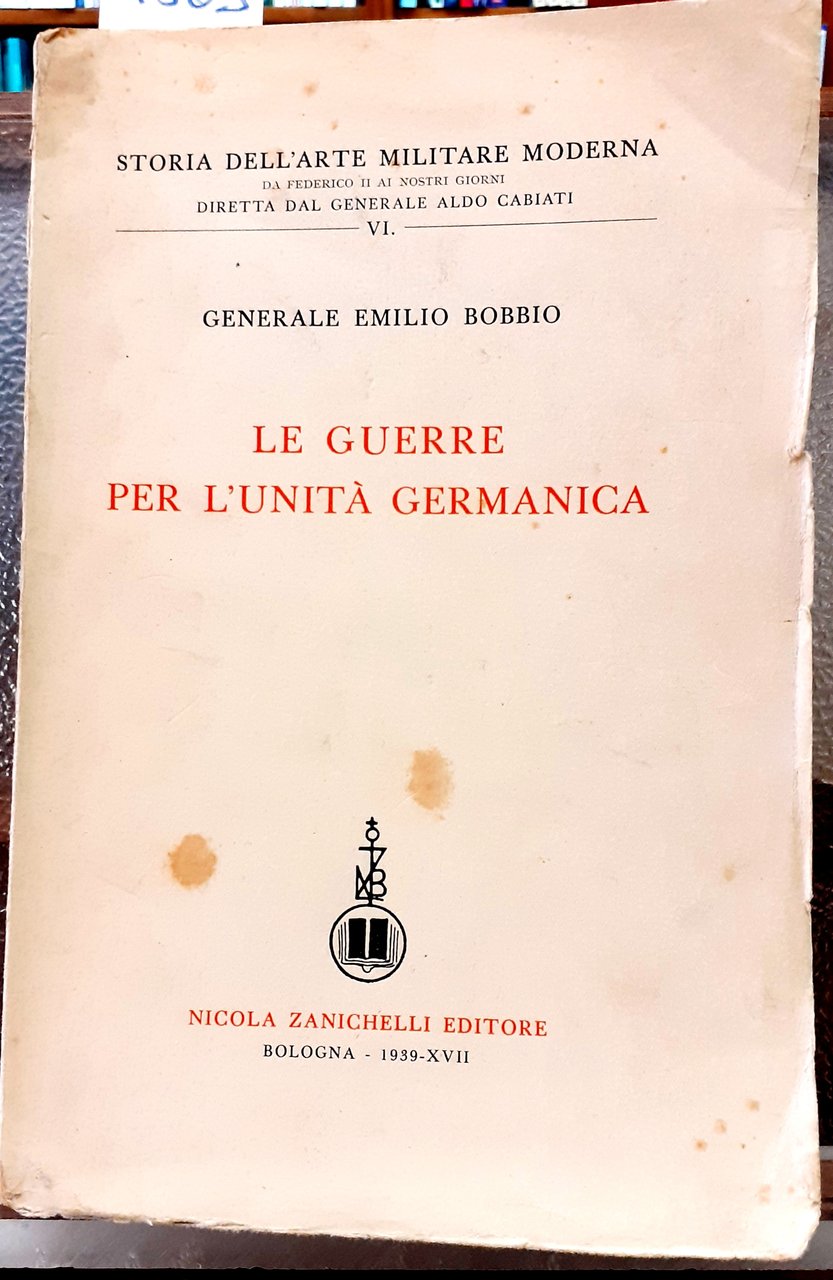 STORIA DELL'ARTE MILITARE MODERNA
DA FEDERICO II AI NOSTRI GIORNI
DIRETTA DAL GENERALE ALDO CABIATI
VI.
GENERALE EMILIO BOBBIO
LE GUERRE
PER L'UNITÀ GERMANICA
NICOLA ZANICHELLI EDITORE
BOLOGNA - 1939-XVII